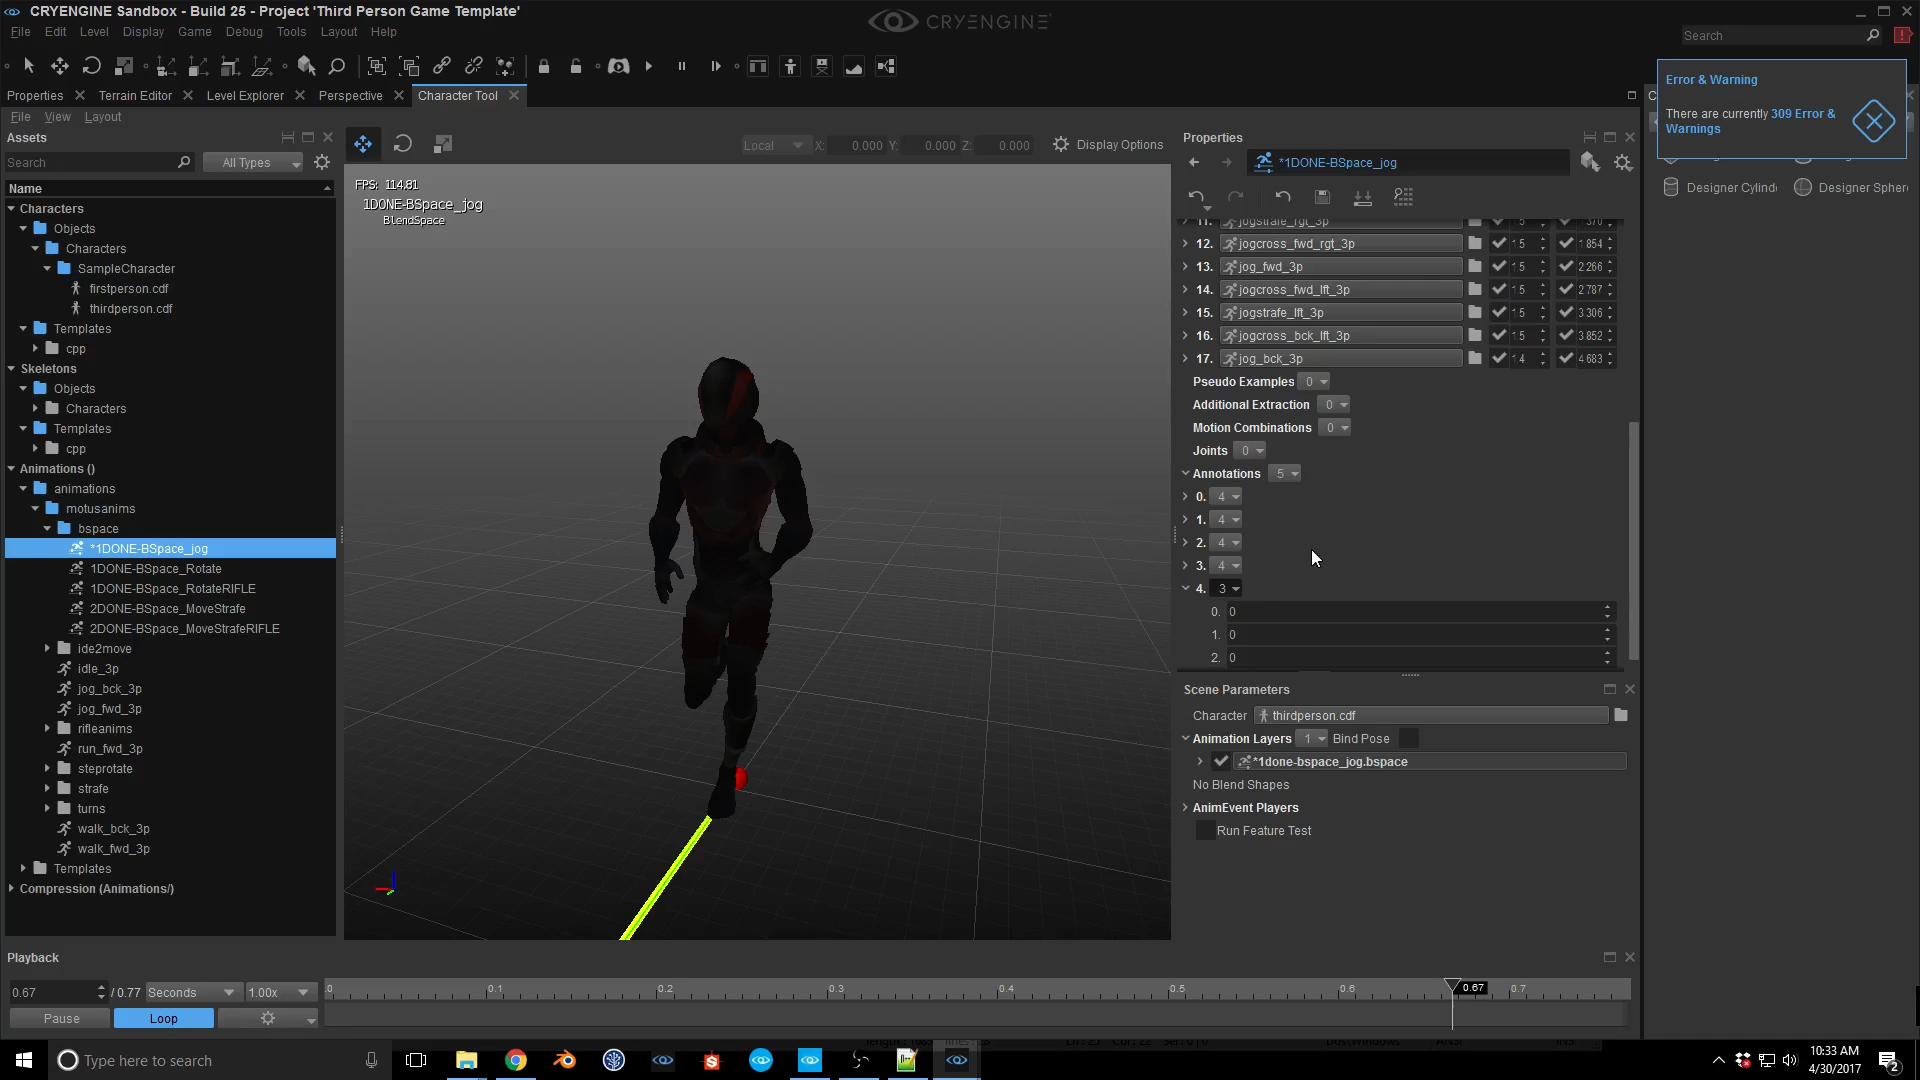 CRYENGINE Sandbox - Build 25 - Project 'Third Person Game Template'
CRYENGINE
File Edit Level Display Game Debug Tools Layout Help
Search
Properties Terrain Editor Level Explorer Perspective Character Tool
File View Layout
Assets
Search All Types
Name
Characters
Objects
Characters
SampleCharacter
firstperson.cdf
thirdperson.cdf
Templates
cpp
Skeletons
Objects
Characters
Templates
cpp
Animations ()
animations
motusanims
bspace
*1DONE-BSpace_jog
1DONE-BSpace_Rotate
1DONE-BSpace_RotateRIFLE
2DONE-BSpace_MoveStrafe
2DONE-BSpace_MoveStrafeRIFLE
ide2move
idle_3p
jog_bck_3p
jog_fwd_3p
rifleanims
run_fwd_3p
steprotate
strafe
turns
walk_bck_3p
walk_fwd_3p
Templates
Compression (Animations/)
Local X: 0.000 Y: 0.000 Z: 0.000 Display Options
FPS: 114.81
1DONE-BSpace_jog
BlendSpace
Properties
*1DONE-BSpace_jog
11. jogstrafe_rgt_3p
12. jogcross_fwd_rgt_3p 1.5 1.854
13. jog_fwd_3p 1.5 2.266
14. jogcross_fwd_lft_3p 1.5 2.787
15. jogstrafe_lft_3p 1.5 3.306
16. jogcross_bck_lft_3p 1.5 3.852
17. jog_bck_3p 1.4 4.683
Pseudo Examples 0
Additional Extraction 0
Motion Combinations 0
Joints 0
Annotations 5
0. 4
1. 4
2. 4
3. 4
4. 3
0. 0
1. 0
2. 0
Scene Parameters
Character thirdperson.cdf
Animation Layers 1 Bind Pose
*1done-bspace_jog.bspace
No Blend Shapes
AnimEvent Players
Run Feature Test
Error & Warning
There are currently 309 Error &
Warnings
Designer Cylind Designer Spher
Playback
0.67 / 0.77 Seconds 1.00x
.0 0.1 0.2 0.3 0.4 0.5 0.6 0.67 0.7
Pause Loop
Type here to search
10:33 AM
4/30/2017
2